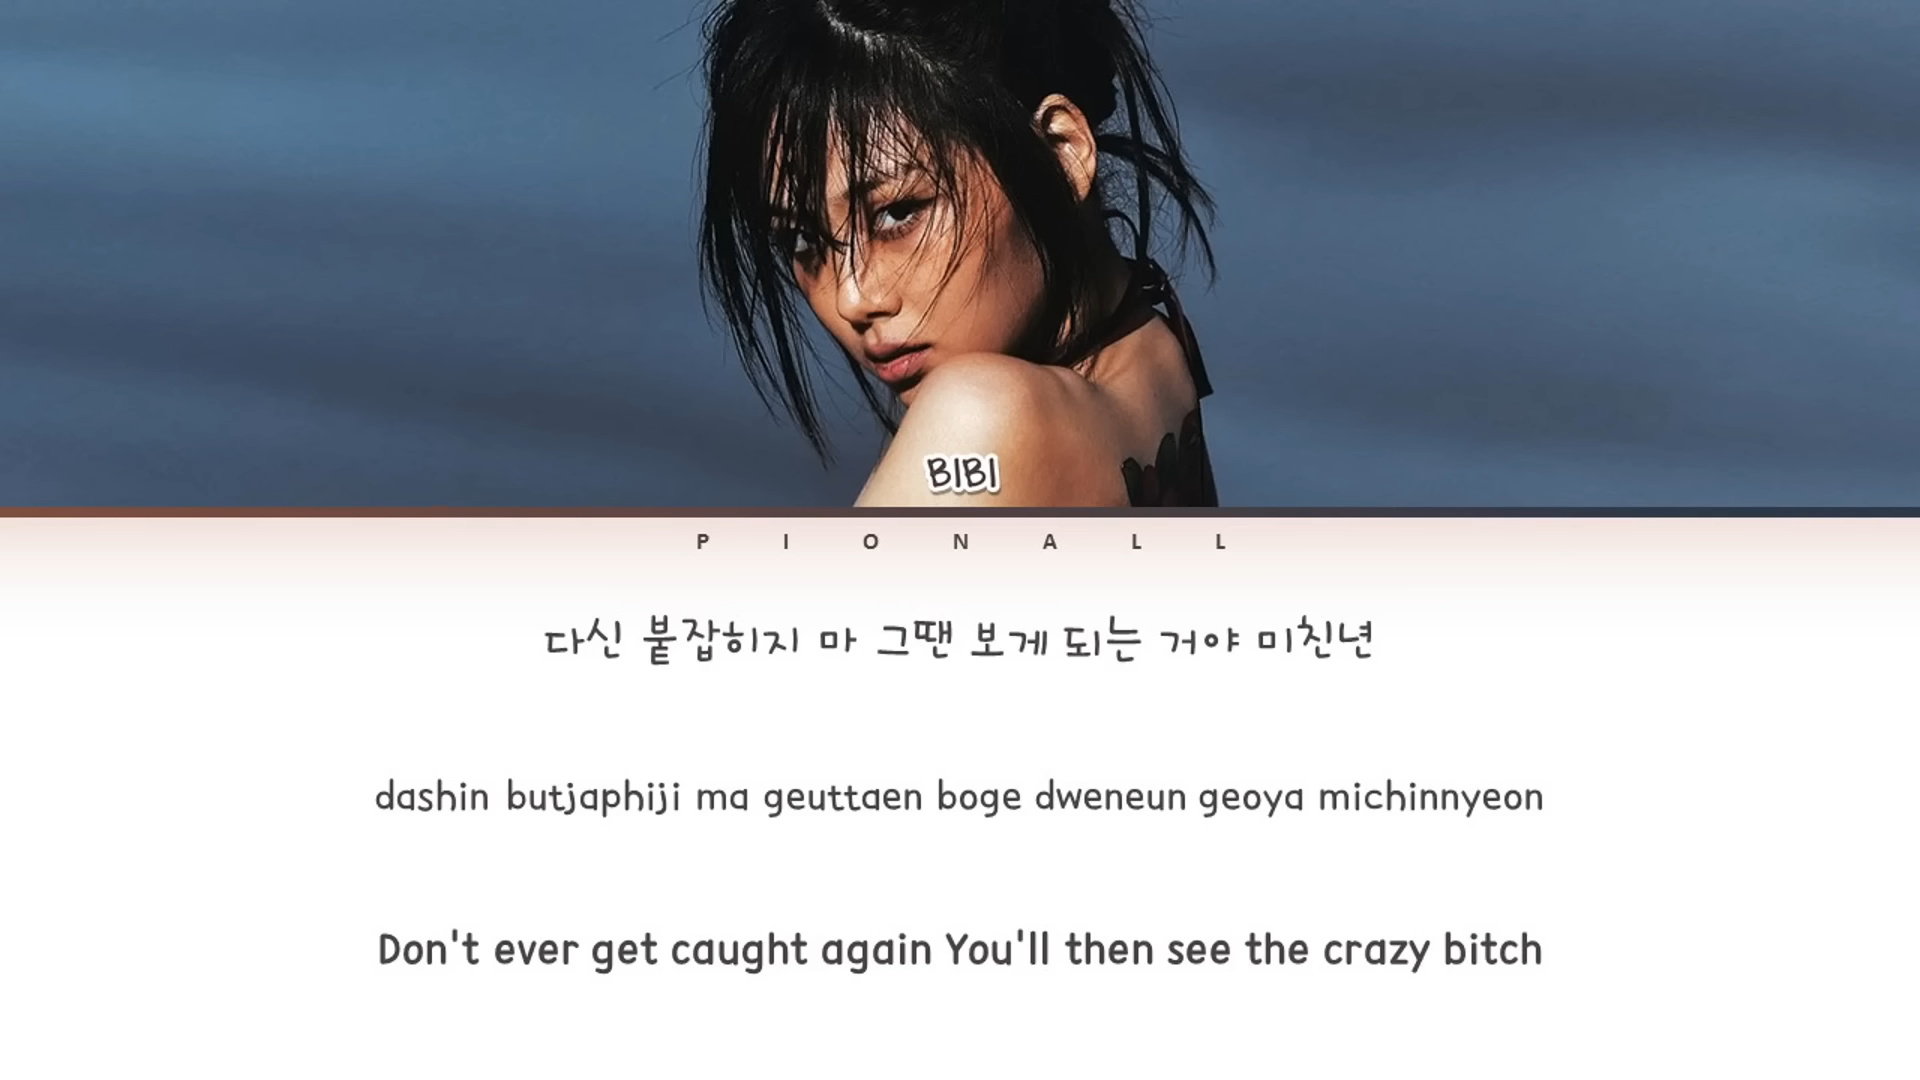 BIBI
P I O N A L L
다신 붙잡히지 마 그땐 보게 되는 거야 미친년
dashin butjaphiji ma geuttaen boge dweneun geoya michinnyeon
Don't ever get caught again You'll then see the crazy bitch